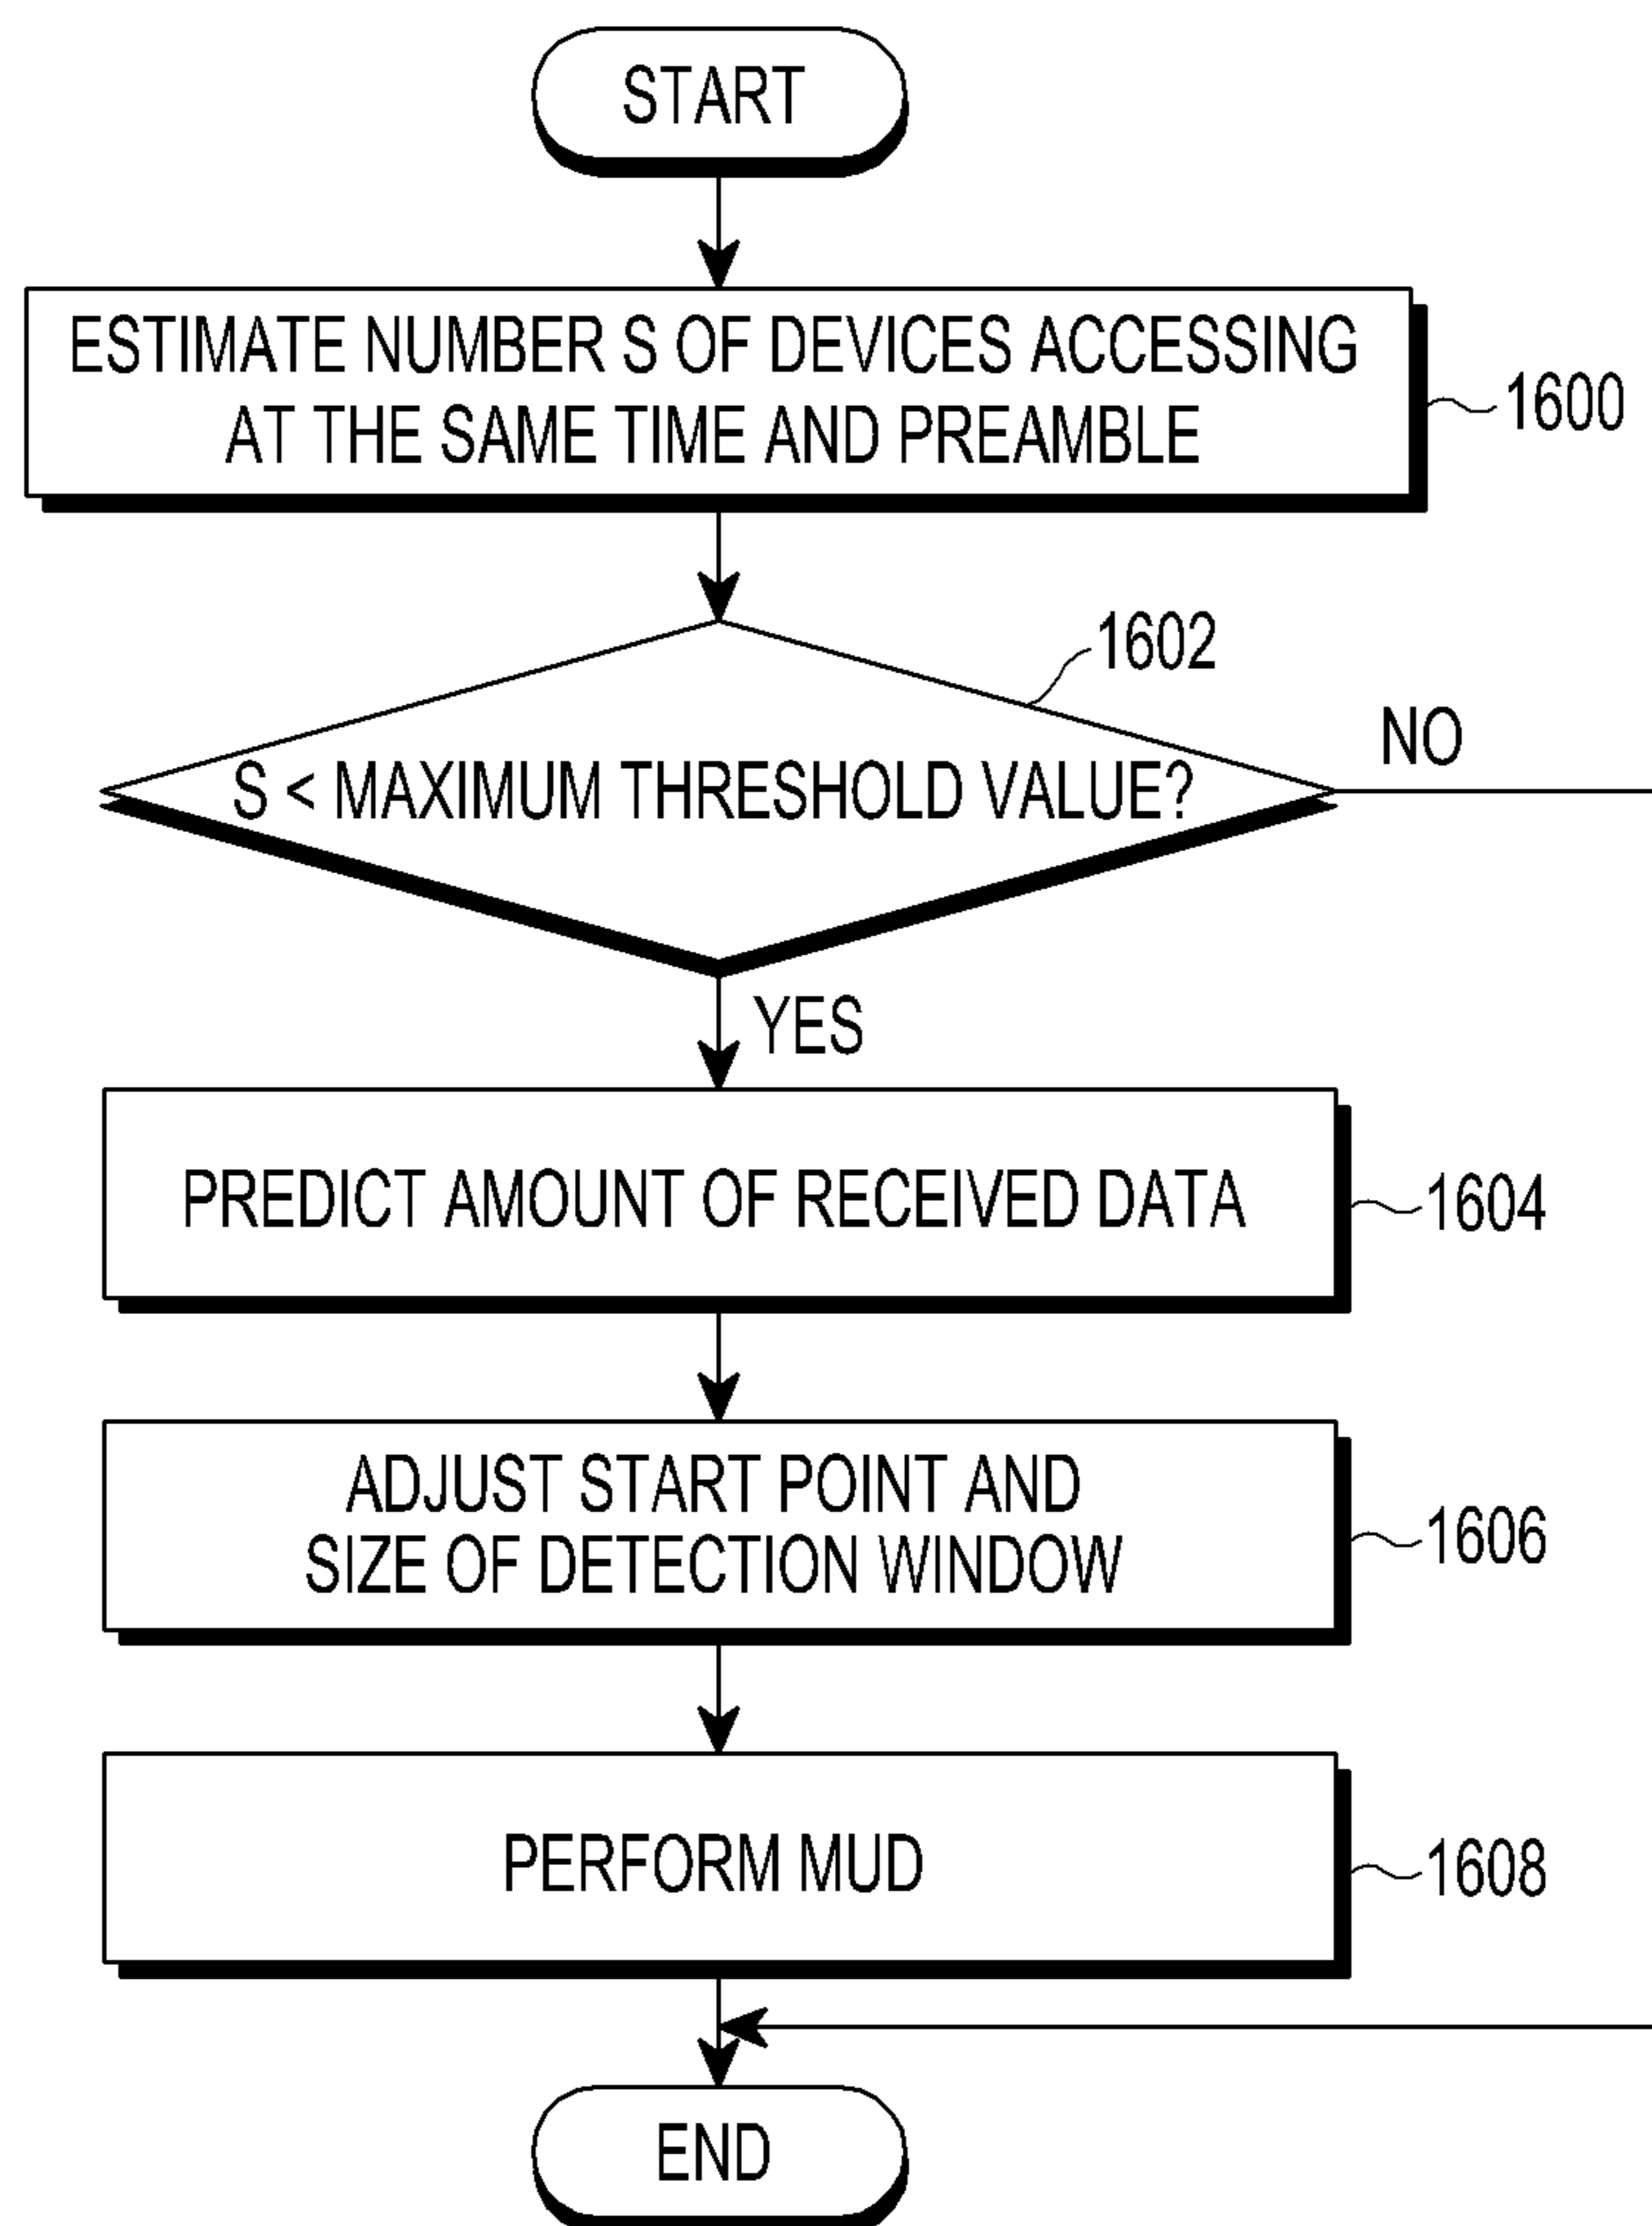 START
ESTIMATE NUMBER S OF DEVICES ACCESSING
AT THE SAME TIME AND PREAMBLE
1600
1602
S < MAXIMUM THRESHOLD VALUE?
NO
YES
PREDICT AMOUNT OF RECEIVED DATA
1604
ADJUST START POINT AND
SIZE OF DETECTION WINDOW
1606
PERFORM MUD
1608
END